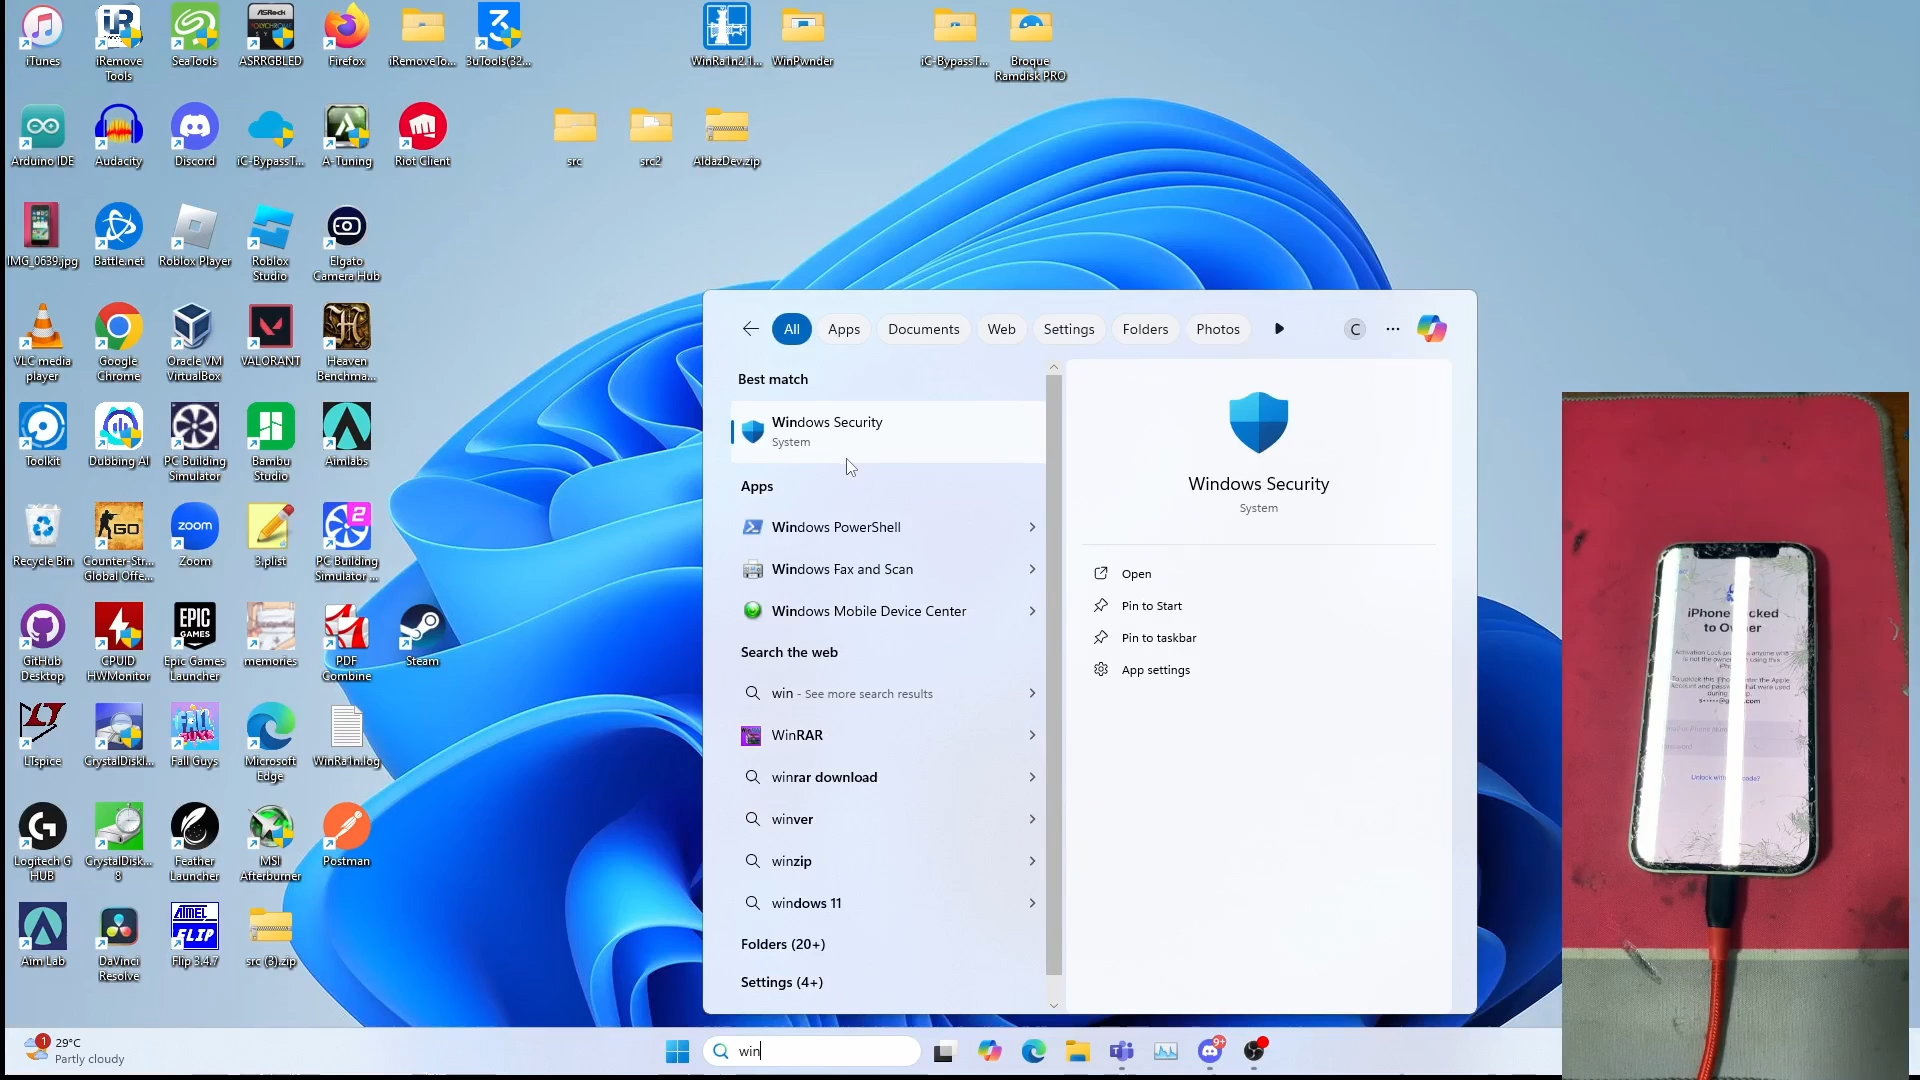 iTunes
iRemove
Tools
SeaTools
ASRRGBLED
Firefox
iRemoveTo...
3uTools(32...
WinRa1n2.1...
WinPwnder
iC-BypassT...
Broque
Ramdisk PRO
Arduino IDE
Audacity
Discord
iC-BypassT...
A-Tuning
Riot Client
src
src2
AldazDev.zip
IMG_0639.jpg
Battle.net
Roblox Player
Roblox
Studio
Elgato
Camera Hub
VLC media
player
Google
Chrome
Oracle VM
VirtualBox
VALORANT
Heaven
Benchma...
Toolkit
Dubbing AI
PC Building
Simulator
Bambu
Studio
Aimlabs
Recycle Bin
Counter-Str...
Global Offe...
Zoom
3.plist
PC Building
Simulator ...
GitHub
Desktop
CPUID
HWMonitor
Epic Games
Launcher
memories
PDF
Combine
Steam
LTspice
CrystalDiskI...
Fall Guys
Microsoft
Edge
WinRa1n.log
Logitech G
HUB
CrystalDisk...
8
Feather
Launcher
MSI
Afterburner
Postman
Aim Lab
DaVinci
Resolve
Flip 3.4.7
src (3).zip
All
Apps
Documents
Web
Settings
Folders
Photos
C
Best match
Windows Security
System
Apps
Windows PowerShell
Windows Fax and Scan
Windows Mobile Device Center
Search the web
win - See more search results
WinRAR
winrar download
winver
winzip
windows 11
Folders (20+)
Settings (4+)
Windows Security
System
Open
Pin to Start
Pin to taskbar
App settings
iPhone
to
Activation Lock
is not the
29°C
Partly cloudy
win
9+